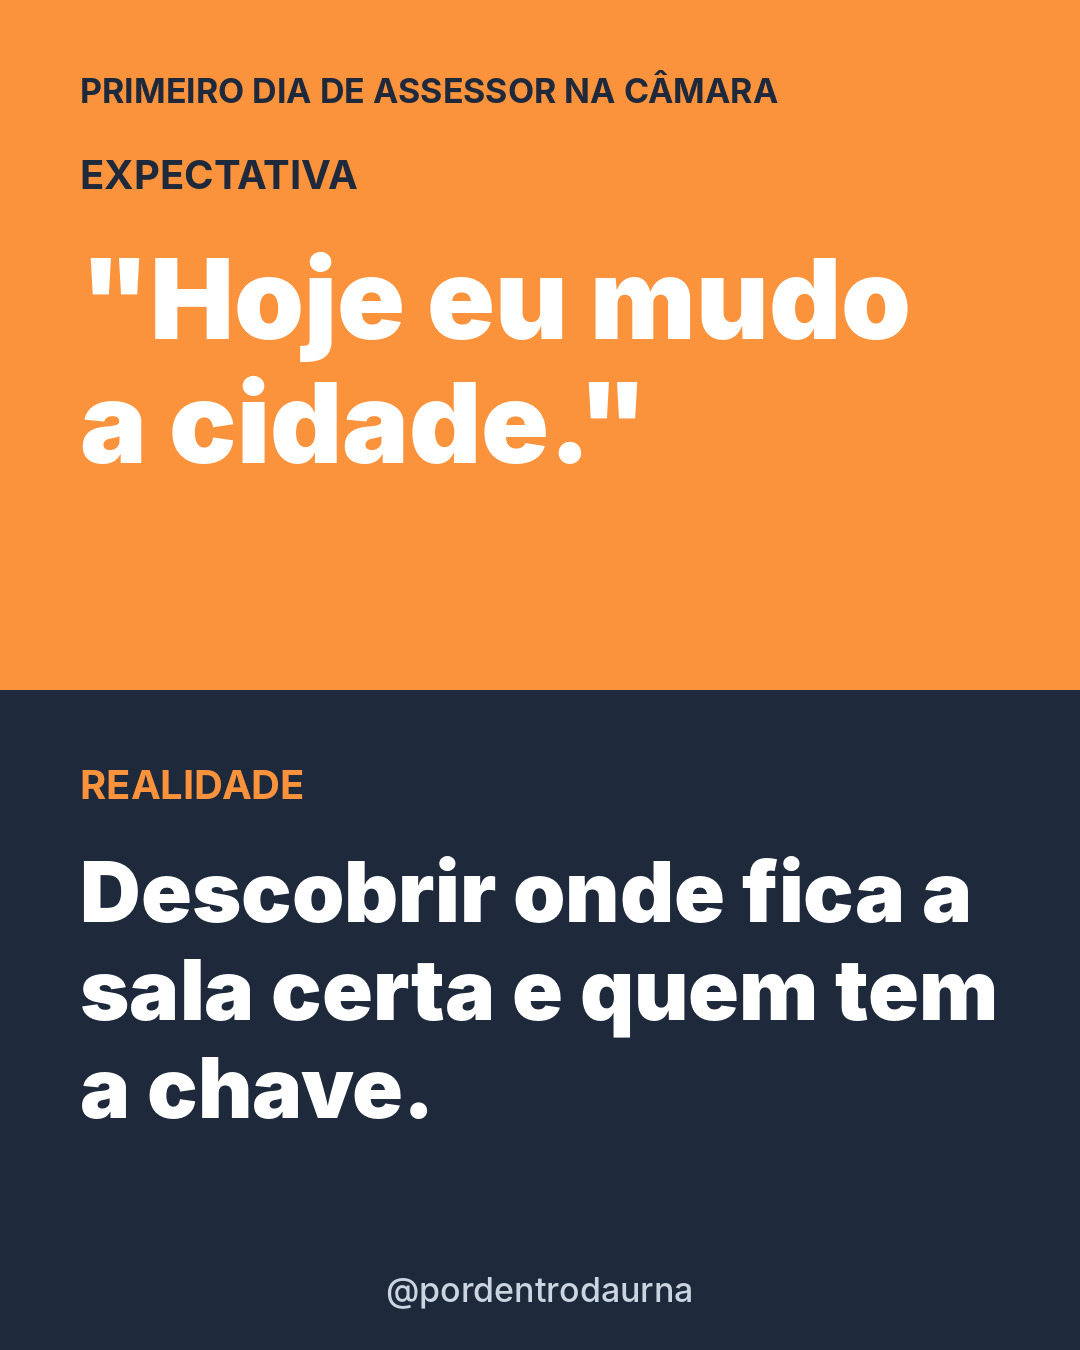 PRIMEIRO DIA DE ASSESSOR NA CÂMARA
EXPECTATIVA
"Hoje eu mudo
a cidade."
REALIDADE
Descobrir onde fica a
sala certa e quem tem
a chave.
@pordentrodaurna